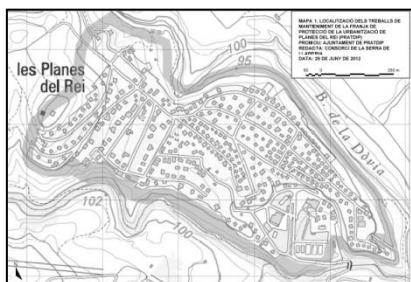 MAPA 1. LOCALITZACIÓ DELS TREBALLS DE
MANTENIMENT DE LA FRANJA DE
PROTECCIÓ DE LA URBANITZACIÓ DE
PLANES DEL REI (PRATDIP)
PROMOU: AJUNTAMENT DE PRATDIP
REDACTA: CONSORCI DE LA SERRA DE
LLABERIA
DATA: 29 DE JUNY DE 2012
250 m
100
95
les Planes
del Rei
B. de la Dòvia
102
100